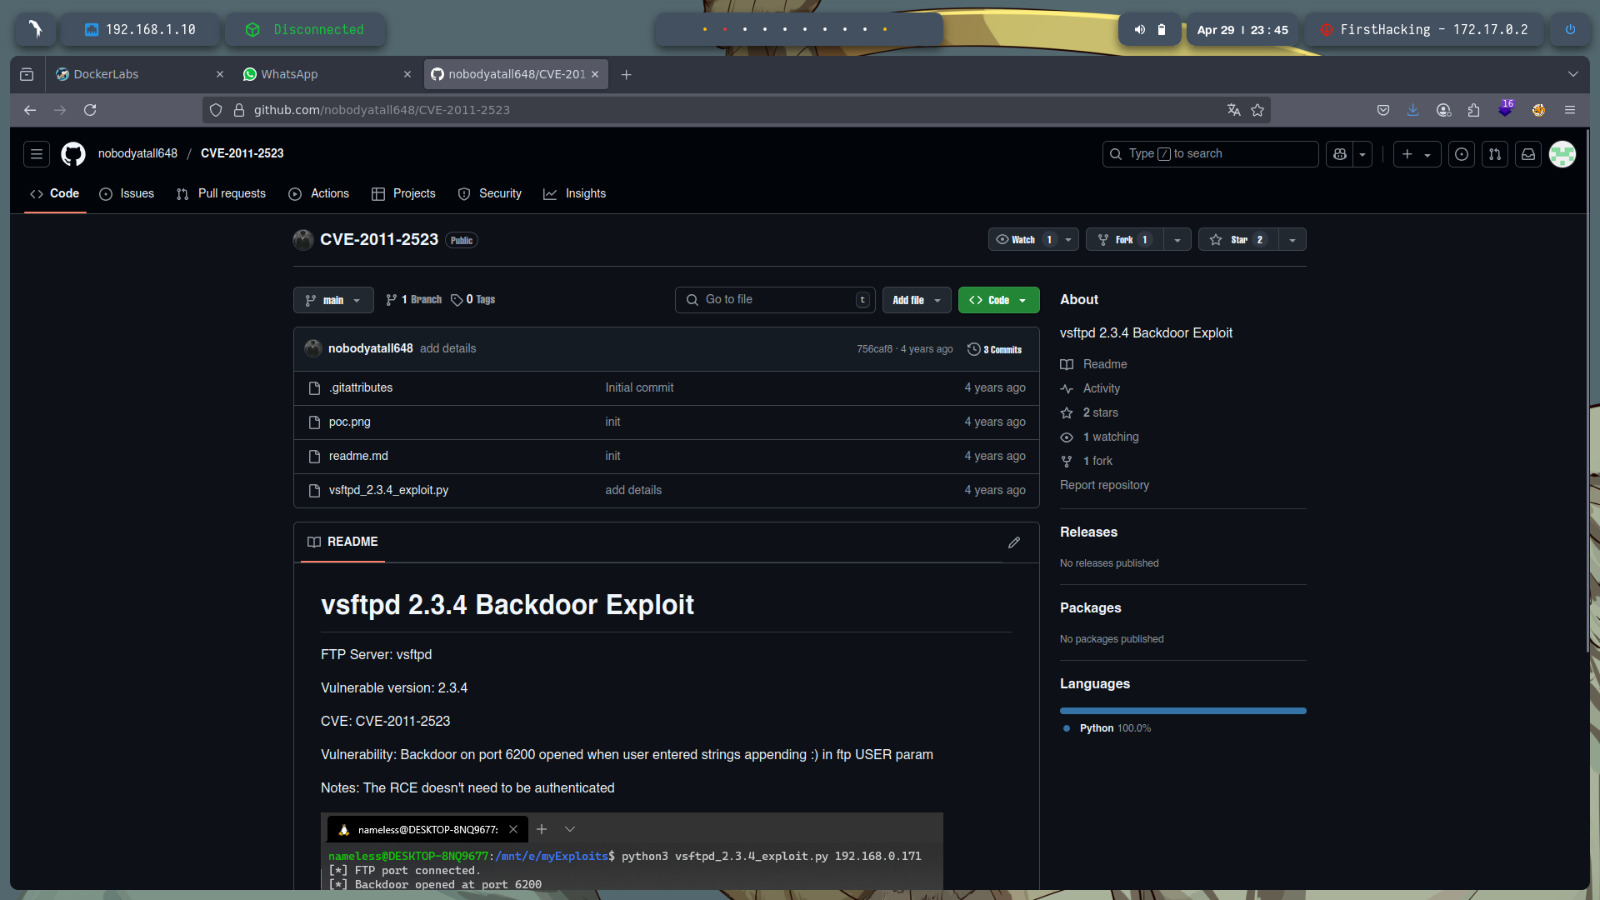 192.168.1.10
Disconnected
Apr 29 | 23 : 45
FirstHacking - 172.17.0.2
DockerLabs
WhatsApp
nobodyatall648/CVE-201
github.com/nobodyatall648/CVE-2011-2523
16
nobodyatall648 / CVE-2011-2523
Type / to search
Code
Issues
Pull requests
Actions
Projects
Security
Insights
CVE-2011-2523 Public
Watch 1
Fork 1
Star 2
main
1 Branch
0 Tags
Go to file t
Add file
Code
nobodyatall648 add details 756caf8 · 4 years ago 3 Commits
.gitattributes Initial commit 4 years ago
poc.png init 4 years ago
readme.md init 4 years ago
vsftpd_2.3.4_exploit.py add details 4 years ago
README
vsftpd 2.3.4 Backdoor Exploit
FTP Server: vsftpd
Vulnerable version: 2.3.4
CVE: CVE-2011-2523
Vulnerability: Backdoor on port 6200 opened when user entered strings appending :) in ftp USER param
Notes: The RCE doesn't need to be authenticated
nameless@DESKTOP-8NQ9677:
nameless@DESKTOP-8NQ9677:/mnt/e/myExploits$ python3 vsftpd_2.3.4_exploit.py 192.168.0.171
[*] FTP port connected.
[*] Backdoor opened at port 6200
About
vsftpd 2.3.4 Backdoor Exploit
Readme
Activity
2 stars
1 watching
1 fork
Report repository
Releases
No releases published
Packages
No packages published
Languages
Python 100.0%